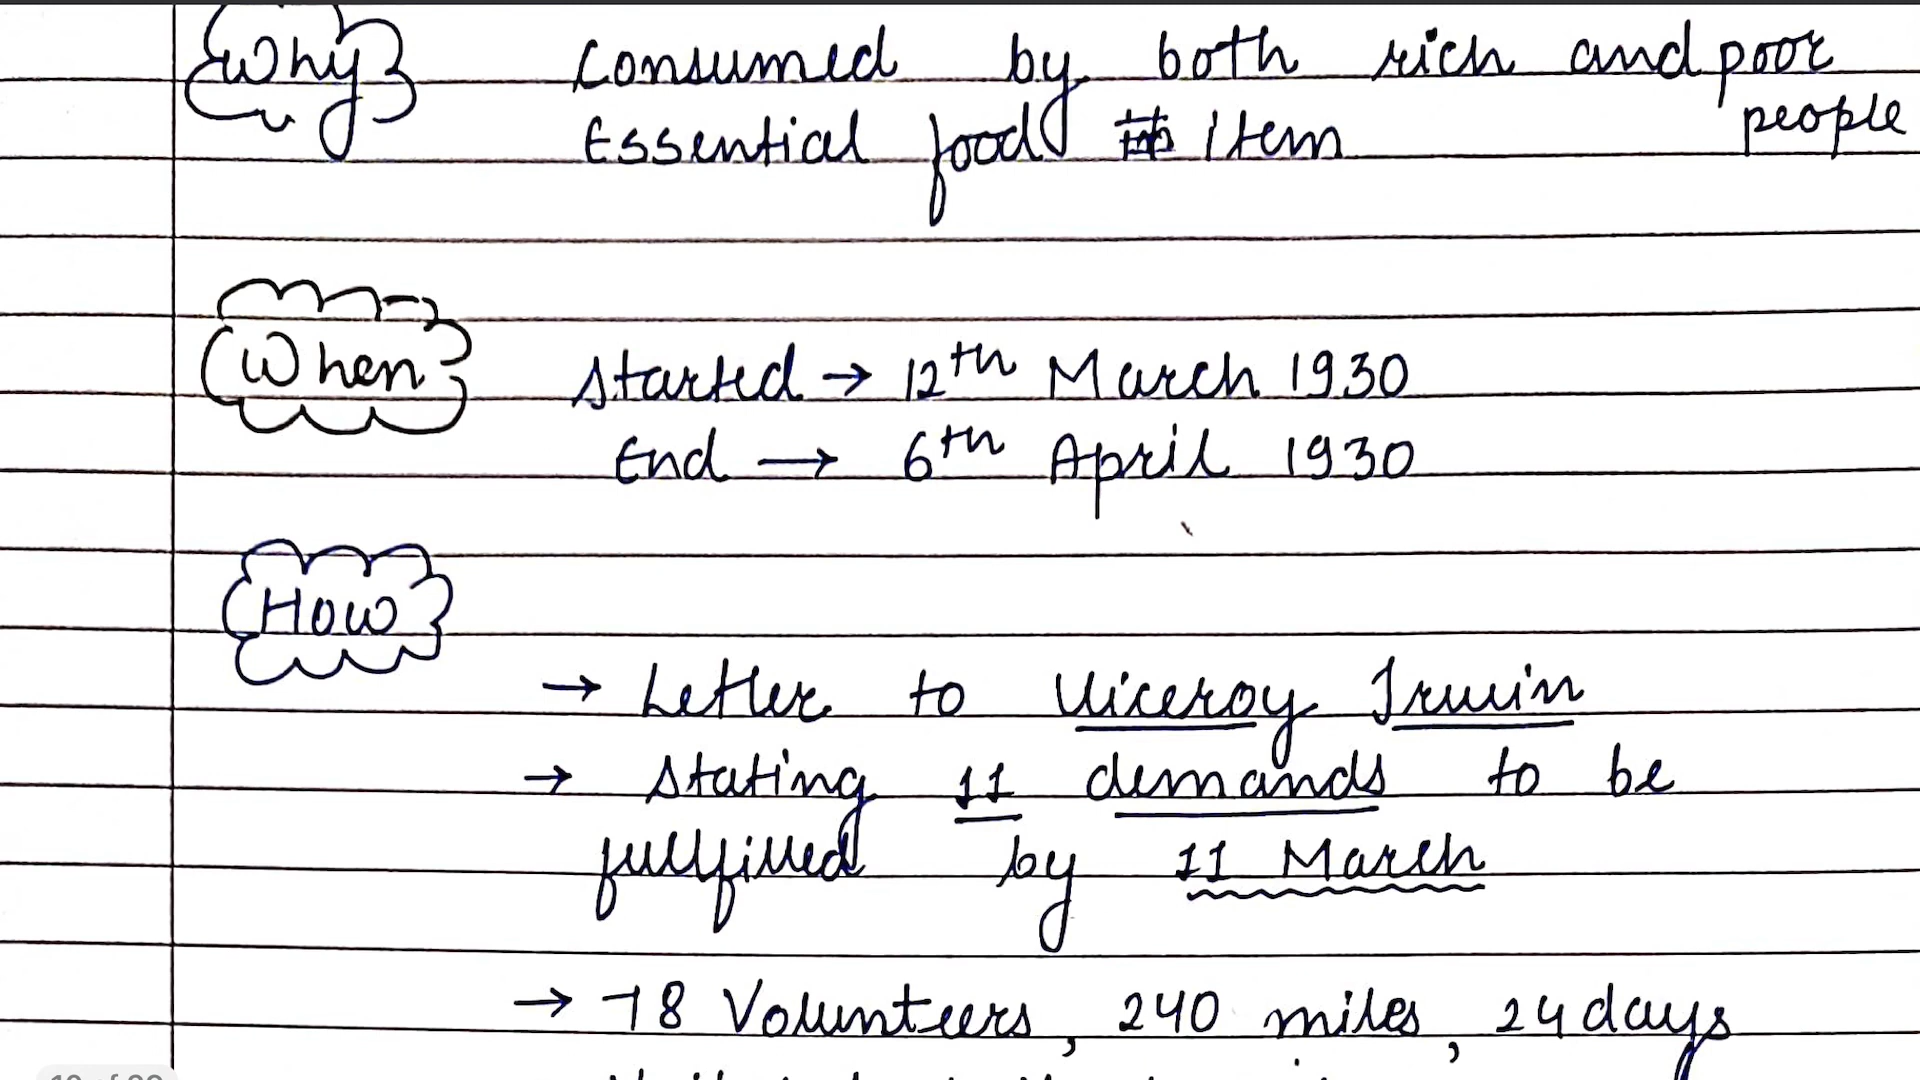 Why consumed by both rich and poor
people
Essential food item
When Started → 12th March 1930
End → 6th April 1930
How
→ Letter to Viceroy Irwin
→ Stating 11 demands to be
fullfilled by 11 March
→ 78 Volunteers, 240 miles, 24 days